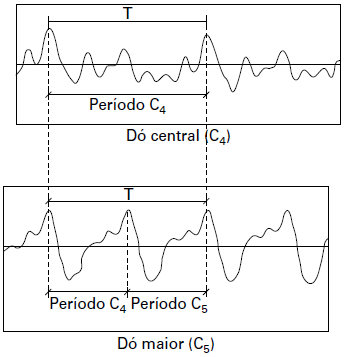 T
Período C4
Dó central (C4)
T
Período C4 Período C5
Dó maior (C5)